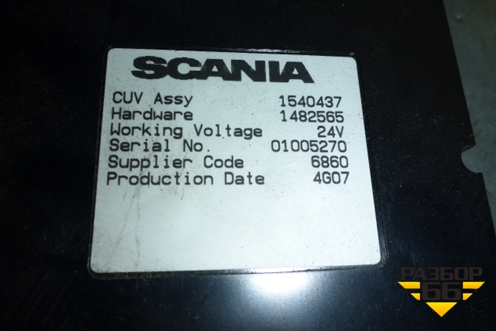 SCANIA
CUV Assy 1540437
Hardware 1482565
Working Voltage 24V
Serial No. 01005270
Supplier Code 6860
Production Date 4G07
РАЗБОР
66